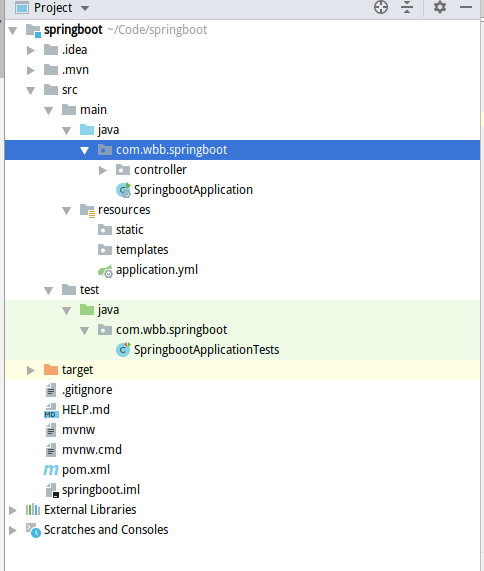 Project
springboot ~/Code/springboot
.idea
.mvn
src
main
java
com.wbb.springboot
controller
SpringbootApplication
resources
static
templates
application.yml
test
java
com.wbb.springboot
SpringbootApplicationTests
target
.gitignore
MD HELP.md
mvnw
mvnw.cmd
m pom.xml
springboot.iml
External Libraries
Scratches and Consoles